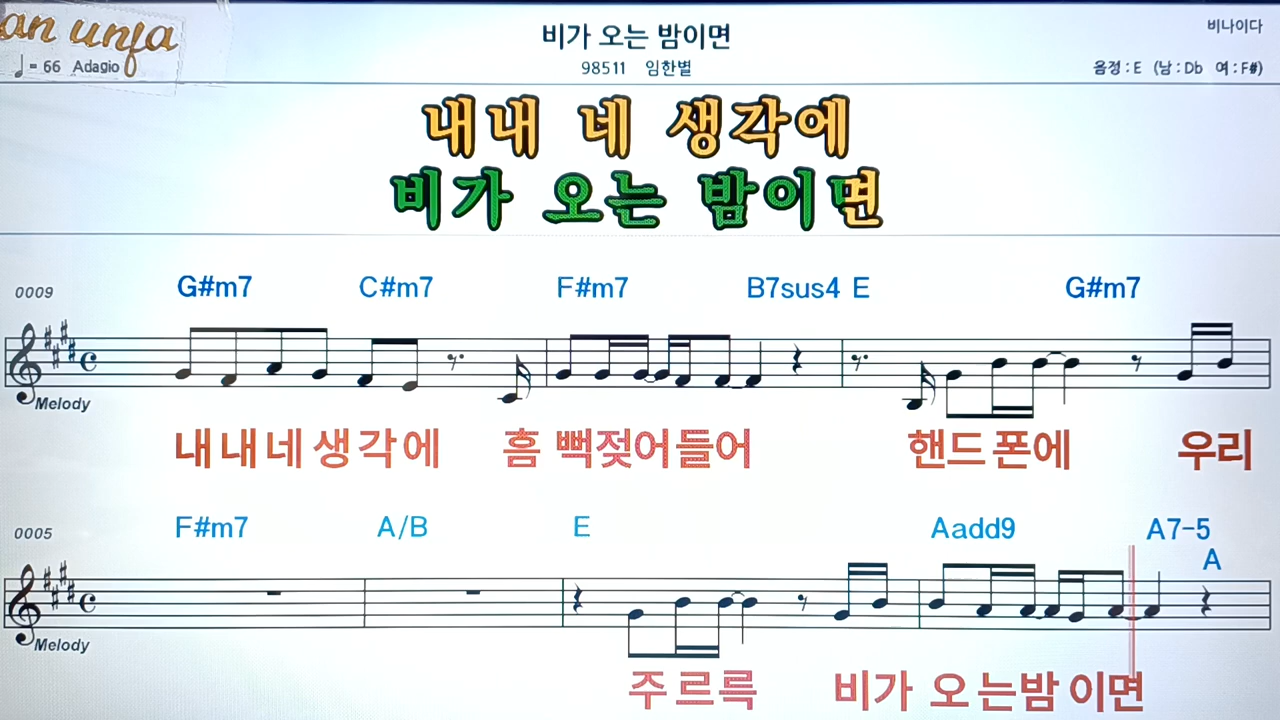 an unfa
비가 오는 밤이면
비나이다
♩= 66 Adagio
98511 임한별
음정 : E (남 : Db 여 : F#)
내내 네 생각에
비가 오는 밤이면
0009
G#m7 C#m7 F#m7 B7sus4 E G#m7
Melody
내내네 생각에 흠뻑젖어들어 핸드폰에 우리
0005
F#m7 A/B E Aadd9 A7-5
A
Melody
주르륵 비가 오는밤이면